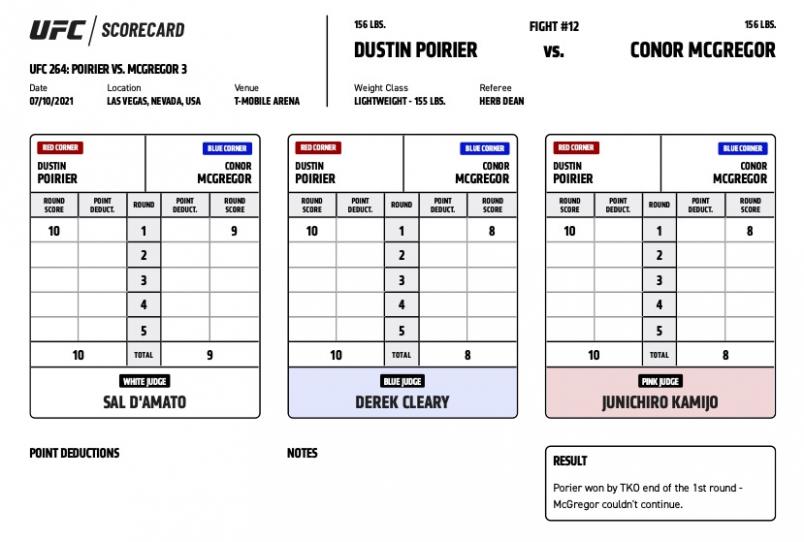 UFC / SCORECARD
UFC 264: POIRIER VS. MCGREGOR 3
Date Location Venue
07/10/2021 LAS VEGAS, NEVADA, USA T-MOBILE ARENA
156 LBS. FIGHT #12 156 LBS.
DUSTIN POIRIER VS. CONOR MCGREGOR
Weight Class Referee
LIGHTWEIGHT - 155 LBS. HERB DEAN
RED CORNER BLUE CORNER
DUSTIN CONOR
POIRIER MCGREGOR
ROUND SCORE POINT DEDUCT. ROUND POINT DEDUCT. ROUND SCORE
10 1 9
2
3
4
5
10 TOTAL 9
WHITE JUDGE
SAL D'AMATO
RED CORNER BLUE CORNER
DUSTIN CONOR
POIRIER MCGREGOR
ROUND SCORE POINT DEDUCT. ROUND POINT DEDUCT. ROUND SCORE
10 1 8
2
3
4
5
10 TOTAL 8
BLUE JUDGE
DEREK CLEARY
RED CORNER BLUE CORNER
DUSTIN CONOR
POIRIER MCGREGOR
ROUND SCORE POINT DEDUCT. ROUND POINT DEDUCT. ROUND SCORE
10 1 8
2
3
4
5
10 TOTAL 8
PINK JUDGE
JUNICHIRO KAMIJO
POINT DEDUCTIONS
NOTES
RESULT
Porier won by TKO end of the 1st round -
McGregor couldn't continue.